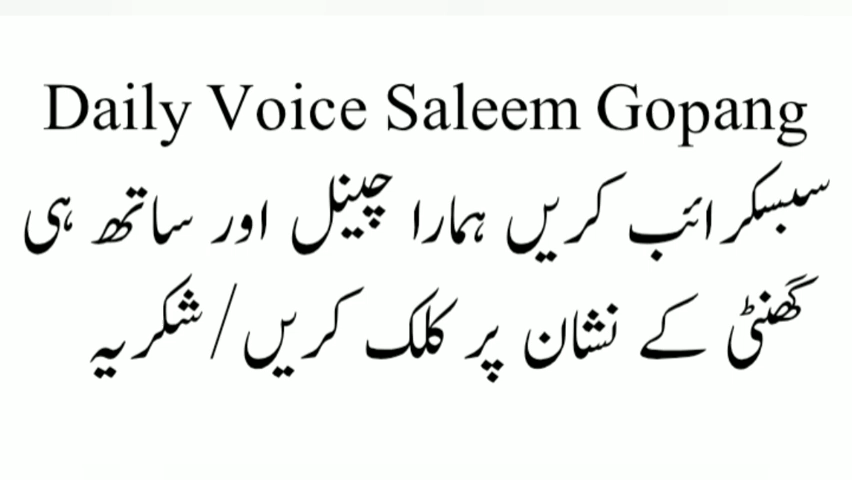 Daily Voice Saleem Gopang
سبسکرائب کریں ہمارا چینل اور ساتھ ہی
گھنٹی کے نشان پر کلک کریں/شکریہ